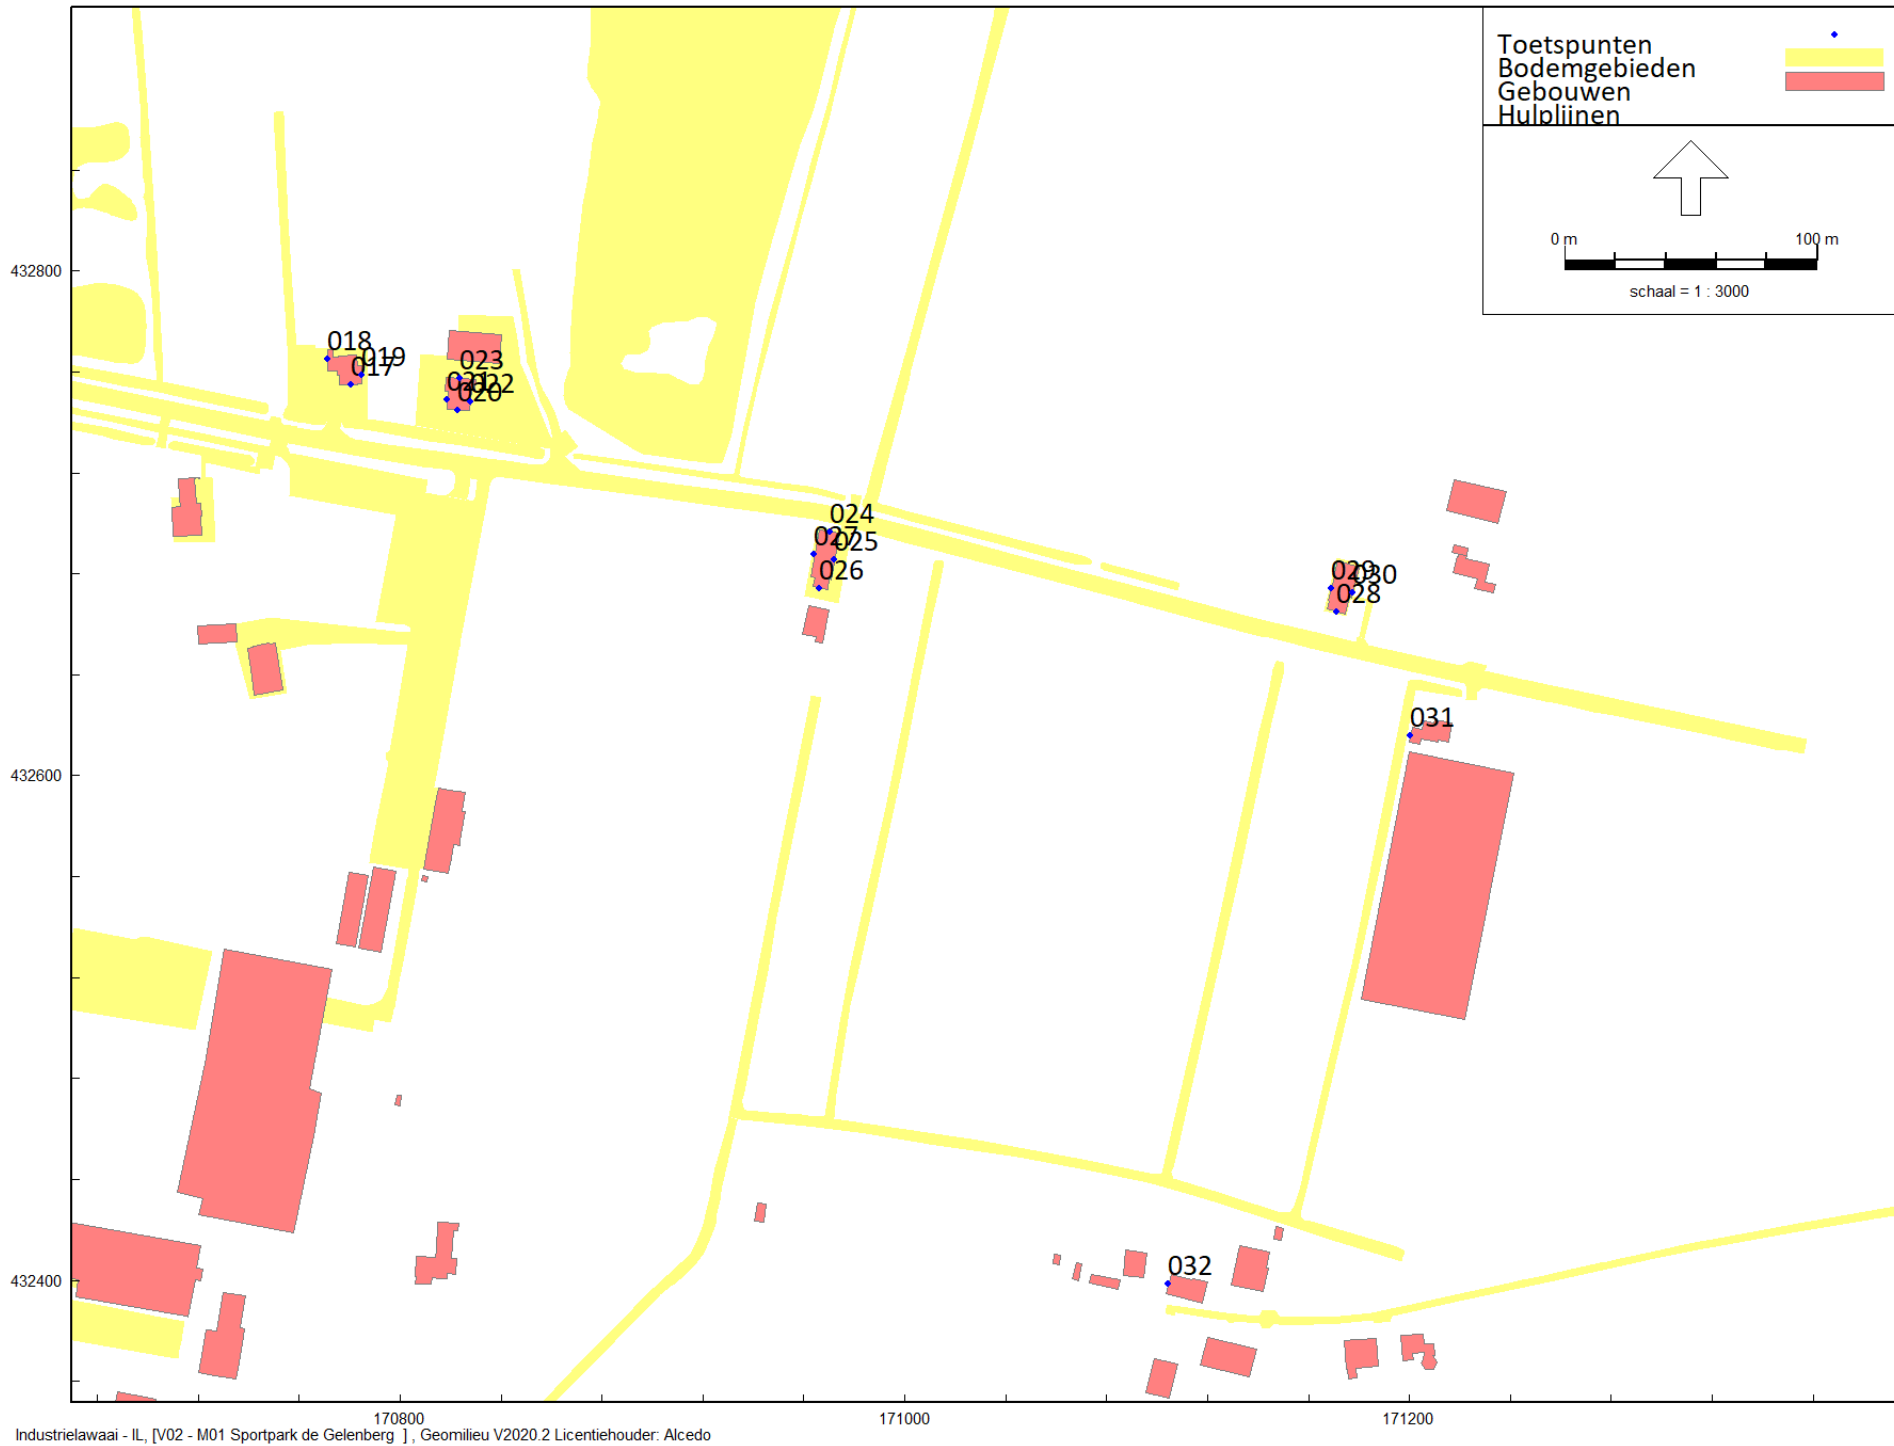 Toetspunten
Bodemgebieden
Gebouwen
Hulplijnen
0 m 100 m
schaal = 1 : 3000
432800
018
019
017
023
021
022
020
024
027
025
026
029
030
028
432600
031
432400
032
170800 171000 171200
Industrielawaai - IL, [V02 - M01 Sportpark de Gelenberg ] , Geomilieu V2020.2 Licentiehouder: Alcedo